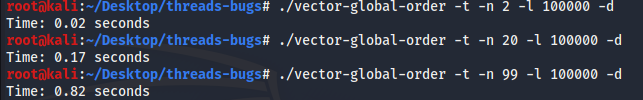 root@kali:~/Desktop/threads-bugs# ./vector-global-order -t -n 2 -l 100000 -d
Time: 0.02 seconds
root@kali:~/Desktop/threads-bugs# ./vector-global-order -t -n 20 -l 100000 -d
Time: 0.17 seconds
root@kali:~/Desktop/threads-bugs# ./vector-global-order -t -n 99 -l 100000 -d
Time: 0.82 seconds